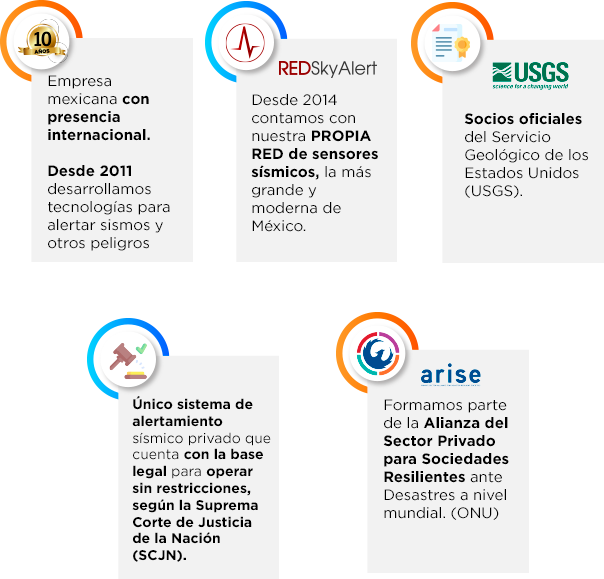 10
AÑOS
Empresa
mexicana con
presencia
internacional.
Desde 2011
desarrollamos
tecnologías para
alertar sismos y
otros peligros
REDSkyAlert
Desde 2014
contamos con
nuestra PROPIA
RED de sensores
sísmicos, la más
grande y
moderna de
México.
USGS
science for a changing world
Socios oficiales
del Servicio
Geológico de los
Estados Unidos
(USGS).
Único sistema de
alertamiento
sísmico privado que
cuenta con la base
legal para operar
sin restricciones,
según la Suprema
Corte de Justicia
de la Nación
(SCJN).
arise
Formamos parte
de la Alianza del
Sector Privado
para Sociedades
Resilientes ante
Desastres a nivel
mundial. (ONU)